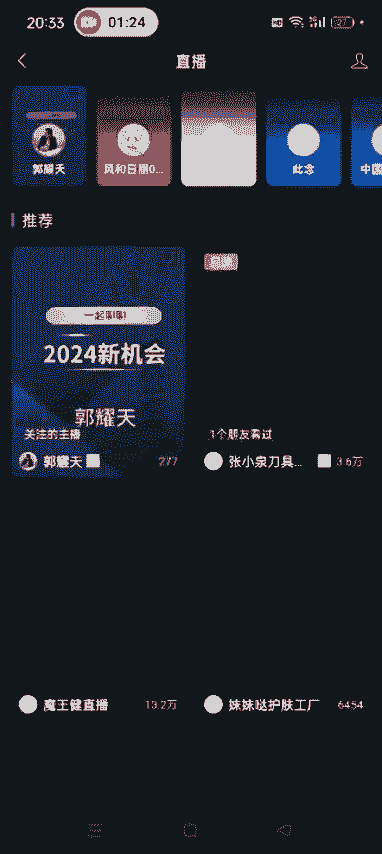 20:33
01:24
直播
郭耀天
风和日丽0...
此念
中国
推荐
一起聊聊
2024新机会
郭耀天
关注的主播
郭耀天
277
1个朋友看过
张小泉刀具...
3.6万
魔王健直播
13.2万
妹妹哒护肤工厂
6454